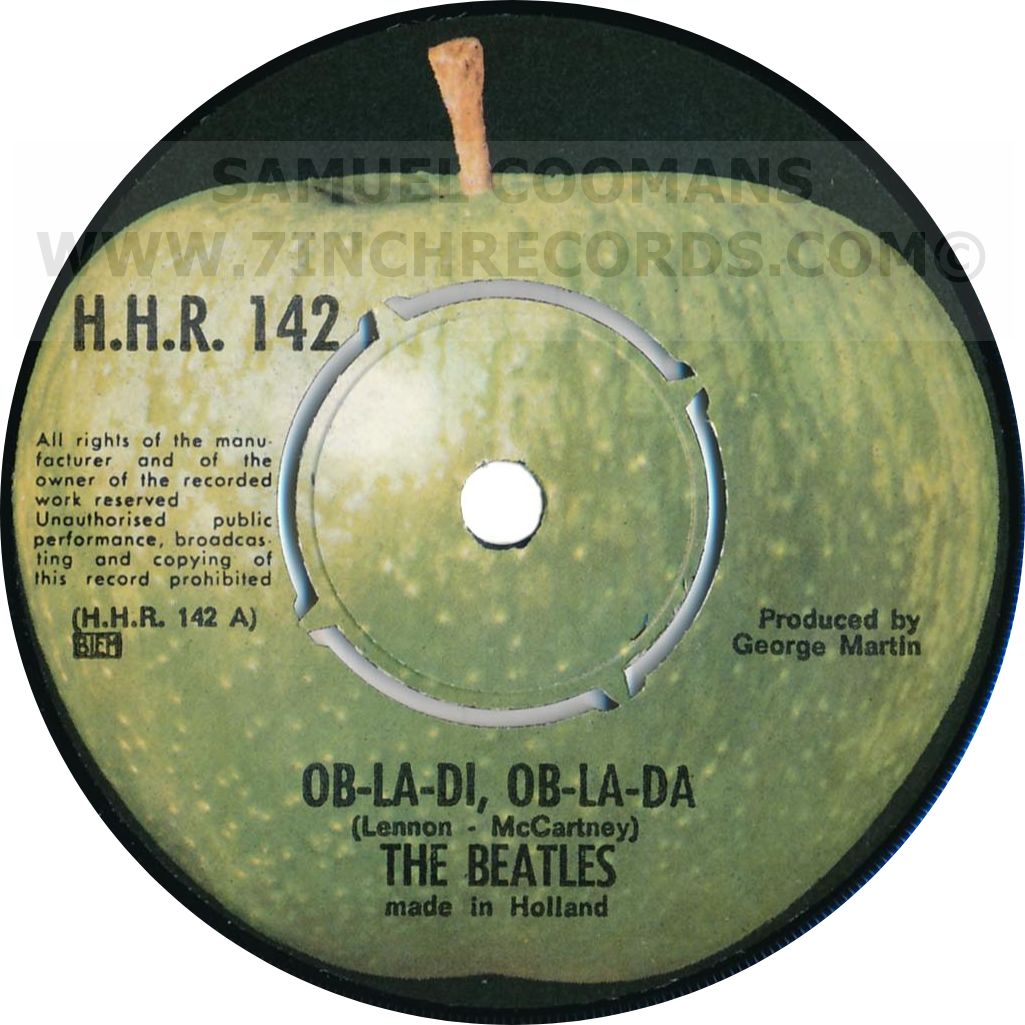 SAMUEL COOMANS
WWW.7INCHRECORDS.COM©
H.H.R. 142
All rights of the manu-
facturer and of the
owner of the recorded
work reserved
Unauthorised public
performance, broadcas-
ting and copying of
this record prohibited
(H.H.R. 142 A)
BIEM
Produced by
George Martin
OB-LA-DI, OB-LA-DA
(Lennon - McCartney)
THE BEATLES
made in Holland